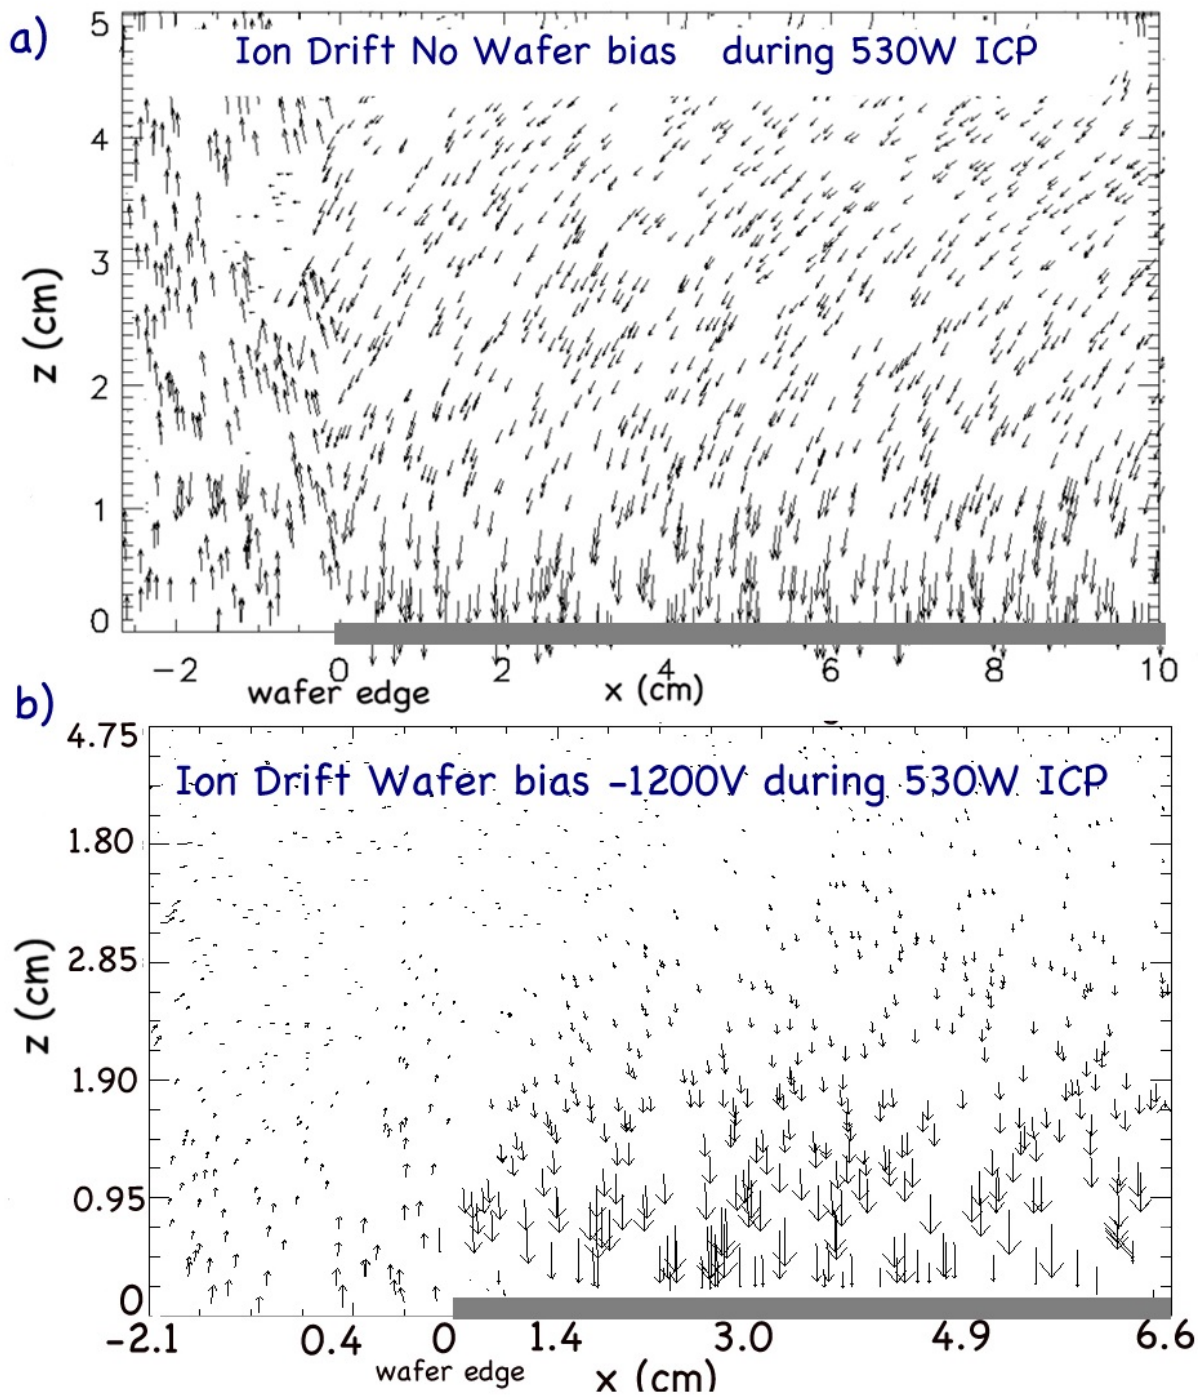 a)
Ion Drift No Wafer bias during 530W ICP
5
4
3
2
1
0
z (cm)
-2 0 2 4 6 8 10
wafer edge x (cm)
b)
Ion Drift Wafer bias -1200V during 530W ICP
4.75
1.80
2.85
1.90
0.95
0
z (cm)
-2.1 0.4 0 1.4 3.0 4.9 6.6
wafer edge x (cm)